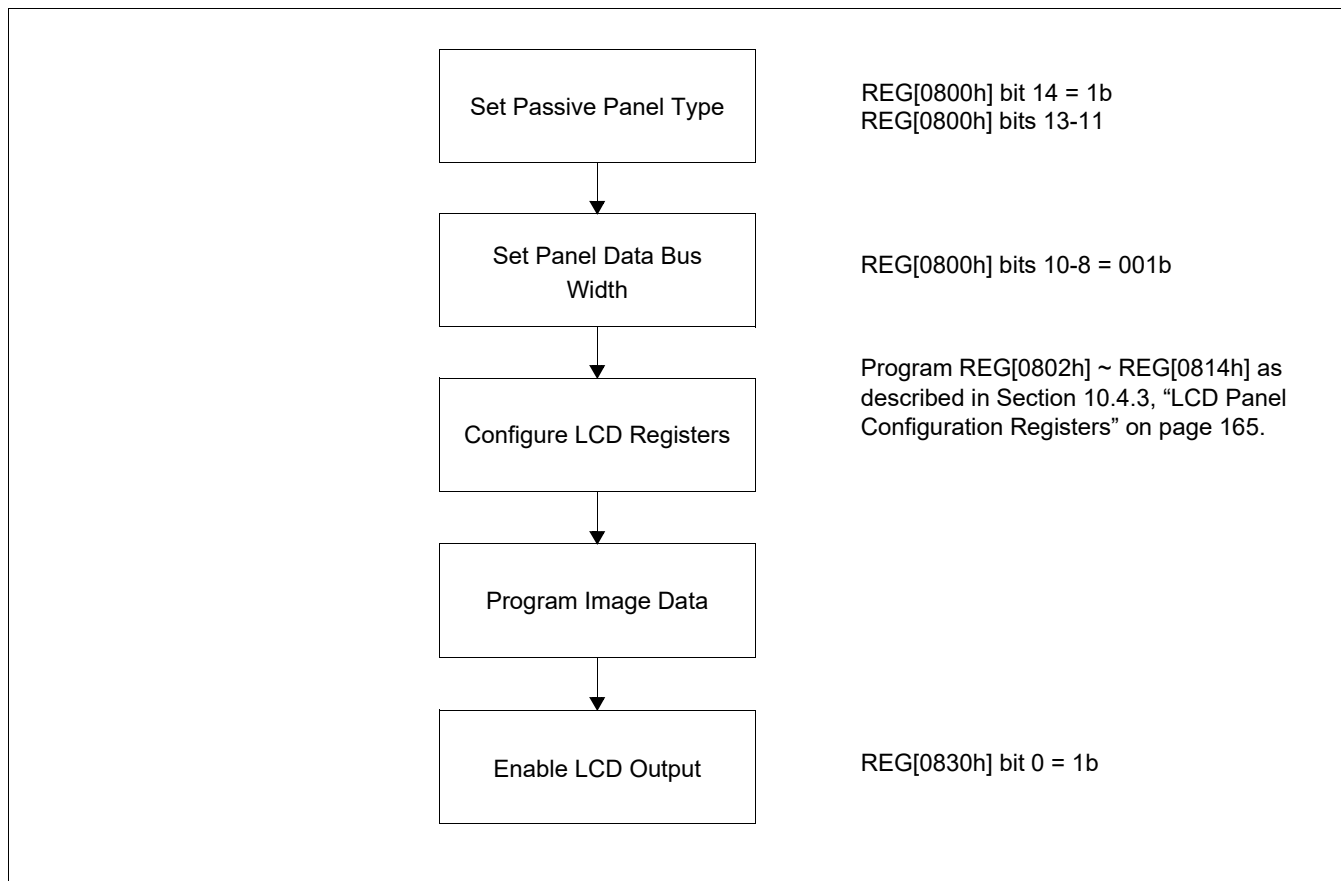 Set Passive Panel Type
REG[0800h] bit 14 = 1b
REG[0800h] bits 13-11
Set Panel Data Bus
Width
REG[0800h] bits 10-8 = 001b
Configure LCD Registers
Program REG[0802h] ~ REG[0814h] as
described in Section 10.4.3, “LCD Panel
Configuration Registers” on page 165.
Program Image Data
Enable LCD Output
REG[0830h] bit 0 = 1b